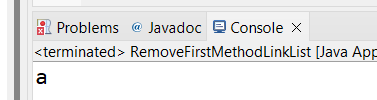 Problems @ Javadoc Console
<terminated> RemoveFirstMethodLinkList [Java App
a